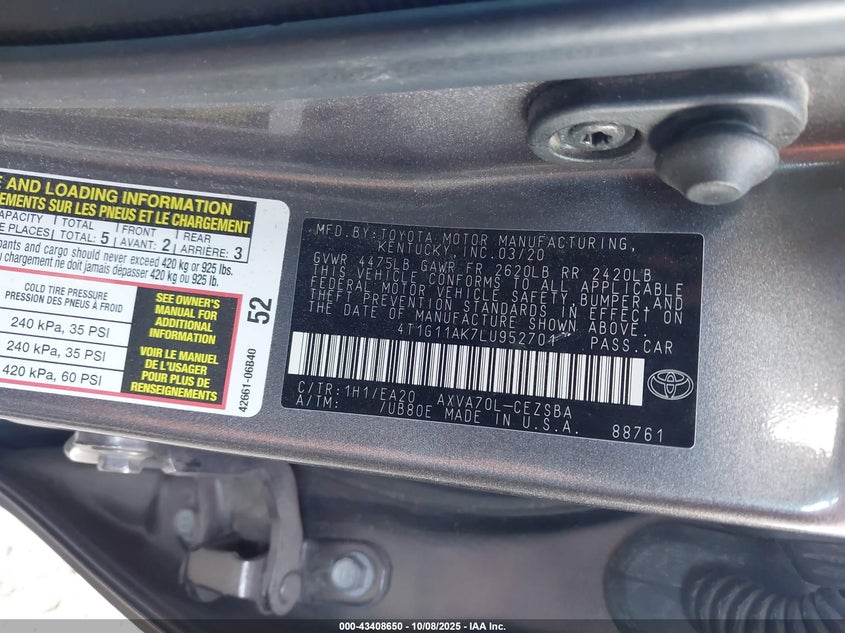 E AND LOADING INFORMATION
EMENTS SUR LES PNEUS ET LE CHARGEMENT
CAPACITY TOTAL FRONT REAR
E PLACES: TOTAL: 5 AVANT: 2 ARRIÈRE: 3
pants and cargo should never exceed 420 kg or 925 lbs.
nt ne doit jamais dépasser 420 kg ou 925 lb.
COLD TIRE PRESSURE
PRESSION DES PNEUS À FROID
240 kPa, 35 PSI
240 kPa, 35 PSI
420 kPa, 60 PSI
SEE OWNER'S
MANUAL FOR
ADDITIONAL
INFORMATION
VOIR LE MANUEL
DE L'USAGER
POUR PLUS DE
RENSEIGNEMENTS
52
42661-06B40
MFD.BY:TOYOTA MOTOR MANUFACTURING,
KENTUCKY,INC.03/20
GVWR 4475LB GAWR FR 2620LB RR 2420LB
THIS VEHICLE CONFORMS TO ALL APPLICABLE
FEDERAL MOTOR VEHICLE SAFETY,BUMPER,AND
THEFT PREVENTION STANDARDS IN EFFECT ON
THE DATE OF MANUFACTURE SHOWN ABOVE.
4T1G11AK7LU952701 PASS.CAR
C/TR:1H1/EA20 AXVA70L-CEZSBA
A/TM: /UB80E MADE IN U.S.A. 88761
000-43408650 - 10/08/2025 - IAA Inc.